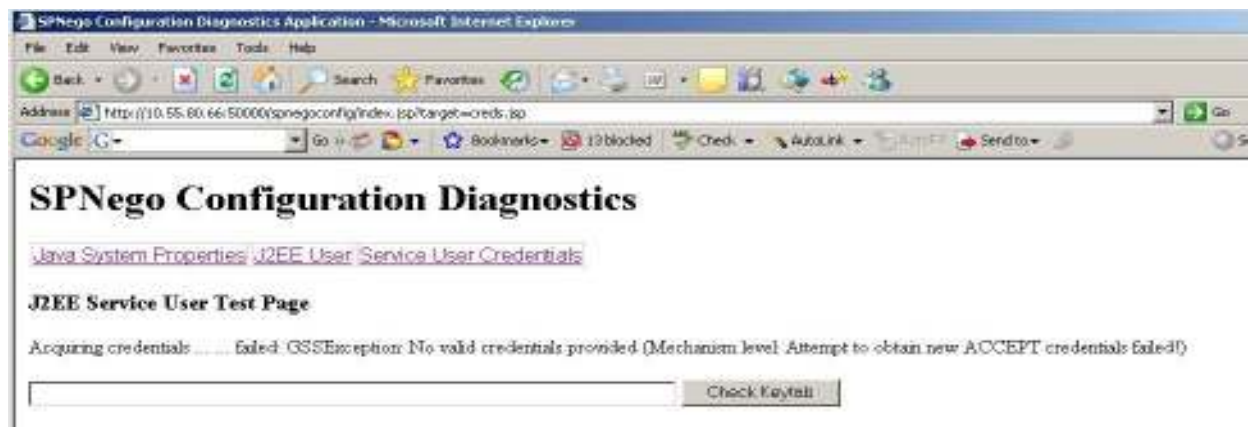 SPNego Configuration Diagnostics Application - Microsoft Internet Explorer
File Edit View Favorites Tools Help
Back Search Favorites
Address http://10.55.80.66:50000/spnegoconfig/index.jsp?target=creds.jsp Go
Google G Go Bookmarks 13 blocked Check AutoLink Send to
SPNego Configuration Diagnostics
Java System Properties J2EE User Service User Credentials
J2EE Service User Test Page
Acquiring credentials ... ... failed: GSSException: No valid credentials provided (Mechanism level: Attempt to obtain new ACCEPT credentials failed!)
Check Keytab